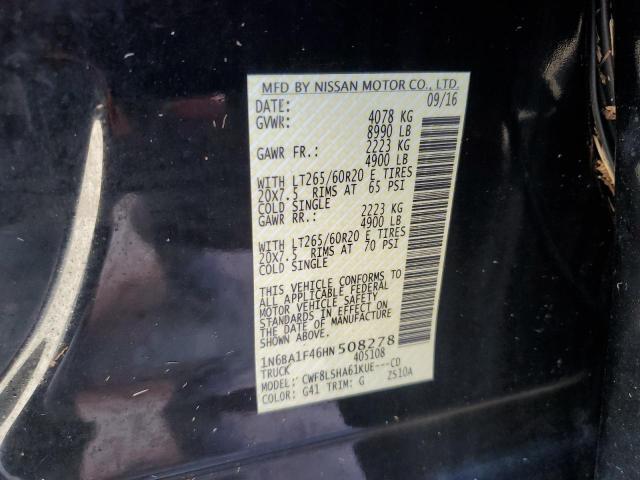 MFD BY NISSAN MOTOR CO., LTD.
DATE: 09/16
GVWR: 4078 KG
8990 LB
GAWR FR.: 2223 KG
4900 LB
WITH LT265/60R20 E TIRES
20X7.5 RIMS AT 65 PSI
COLD SINGLE
GAWR RR.: 2223 KG
4900 LB
WITH LT265/60R20 E TIRES
20X7.5 RIMS AT 70 PSI
COLD SINGLE
THIS VEHICLE CONFORMS TO
ALL APPLICABLE FEDERAL
MOTOR VEHICLE SAFETY
STANDARDS IN EFFECT ON
THE DATE OF MANUFACTURE
SHOWN ABOVE.
1N6BA1F46HN508278
TRUCK 40S108
MODEL: CWF8LSHA61KUE---CD
COLOR: G41 TRIM: G ZS10A